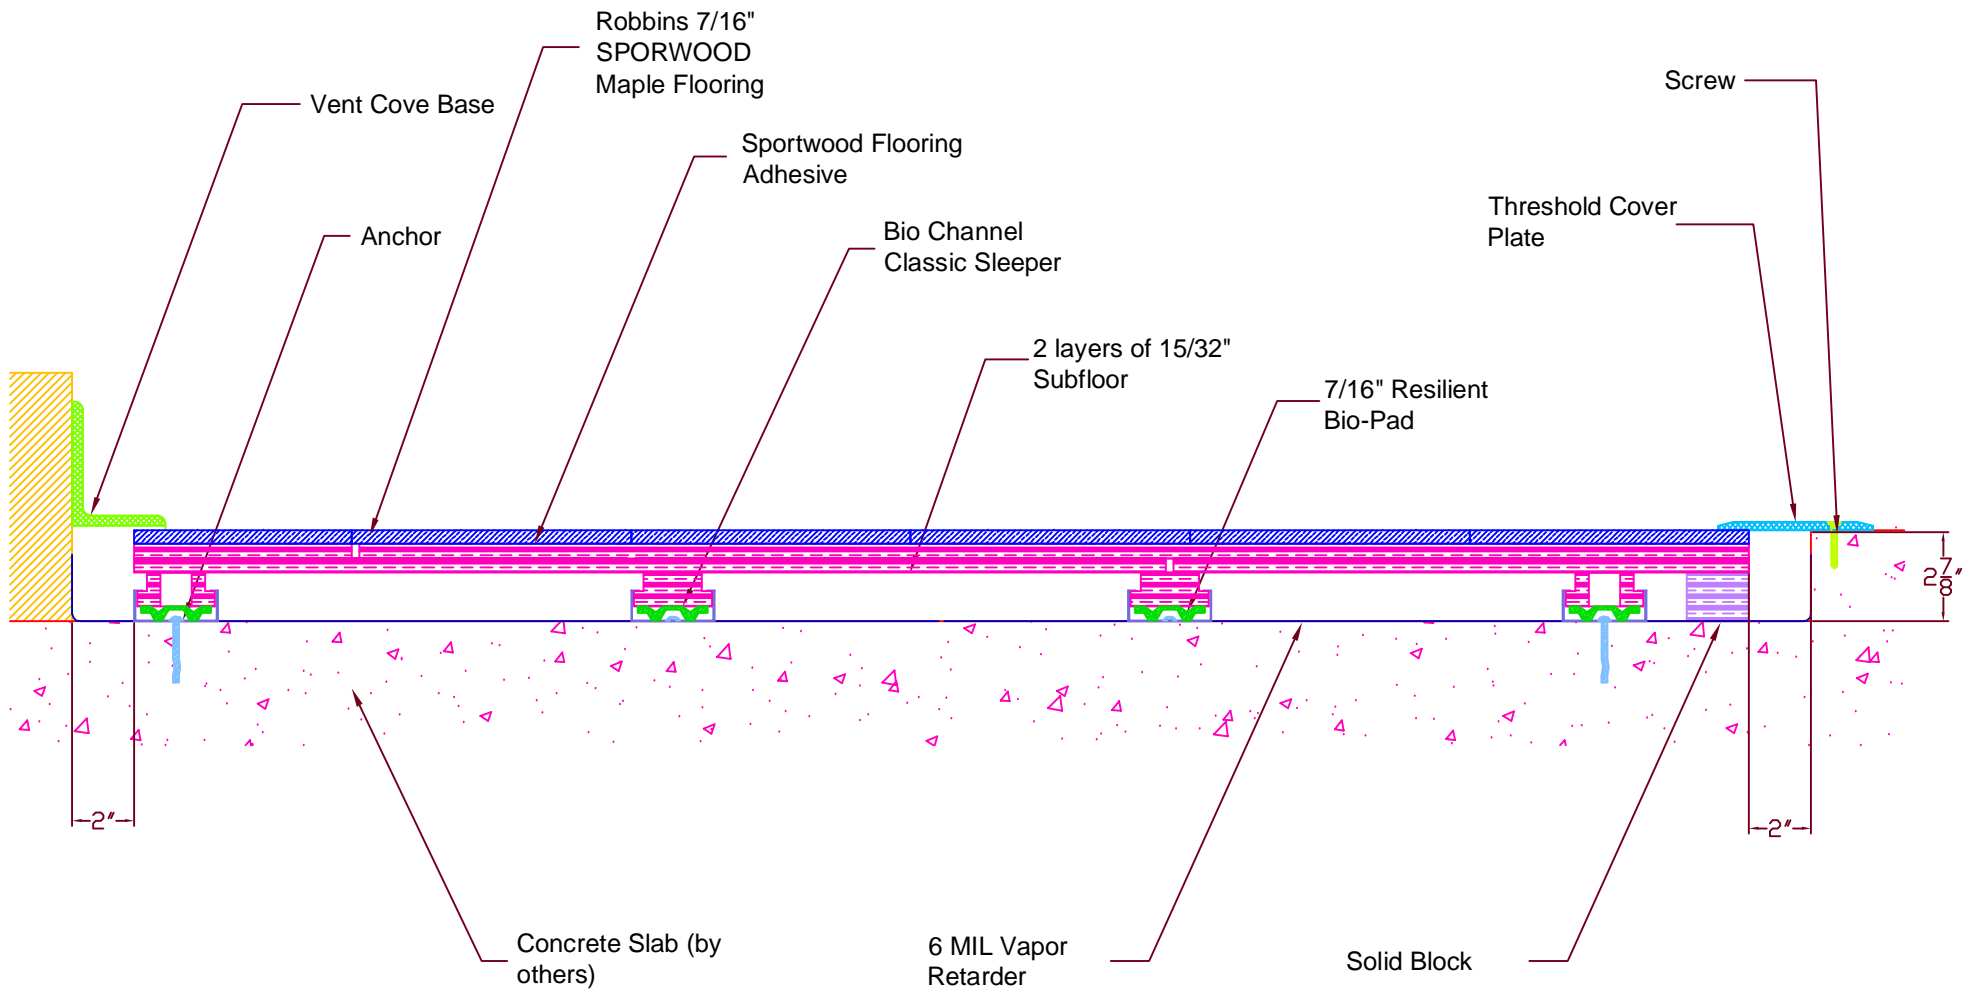 Robbins 7/16"
SPORWOOD
Maple Flooring
Vent Cove Base
Screw
Sportwood Flooring
Adhesive
Anchor
Bio Channel
Classic Sleeper
Threshold Cover
Plate
2 layers of 15/32"
Subfloor
7/16" Resilient
Bio-Pad
2 7/8"
2"
2"
Concrete Slab (by
others)
6 MIL Vapor
Retarder
Solid Block